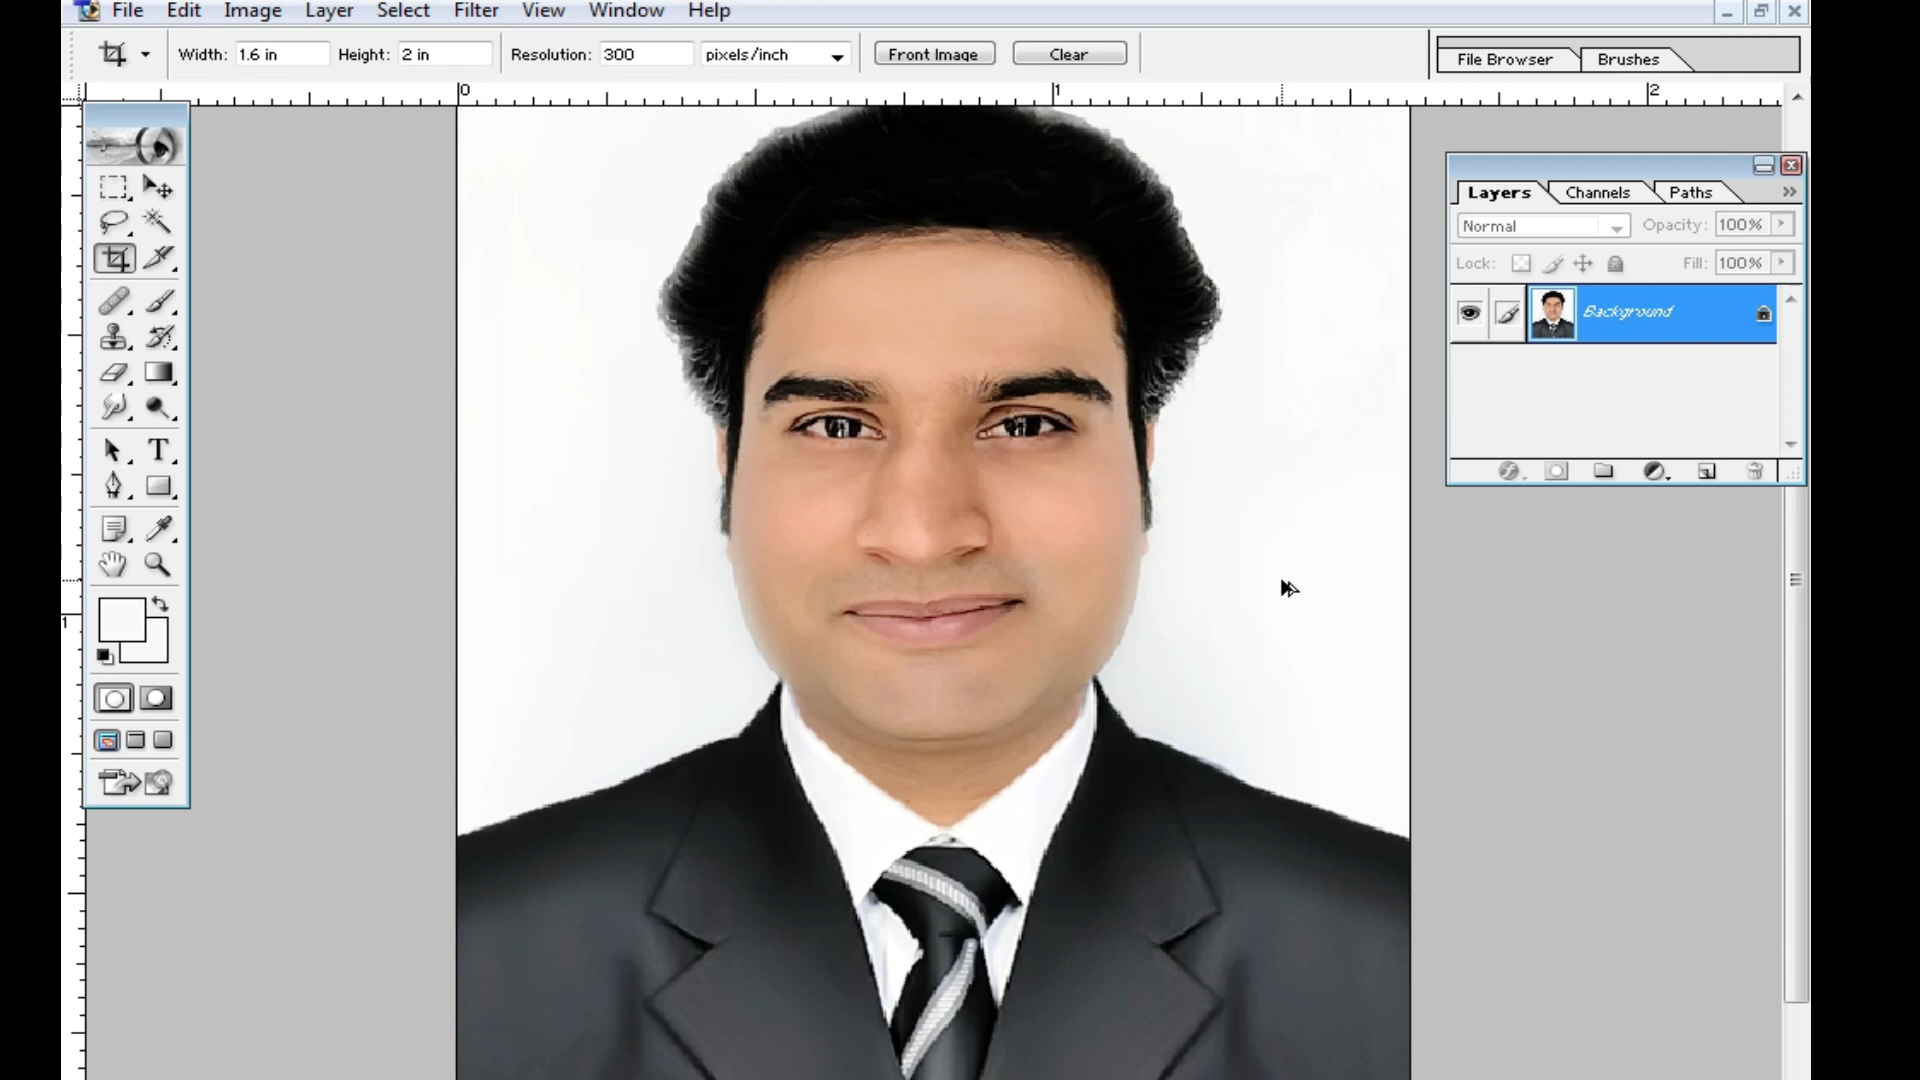 File Edit Image Layer Select Filter View Window Help
Width: 1.6 in Height: 2 in Resolution: 300 pixels/inch Front Image Clear File Browser Brushes
0 1 2
Layers Channels Paths
Normal Opacity: 100%
Lock: Fill: 100%
Background
T
1